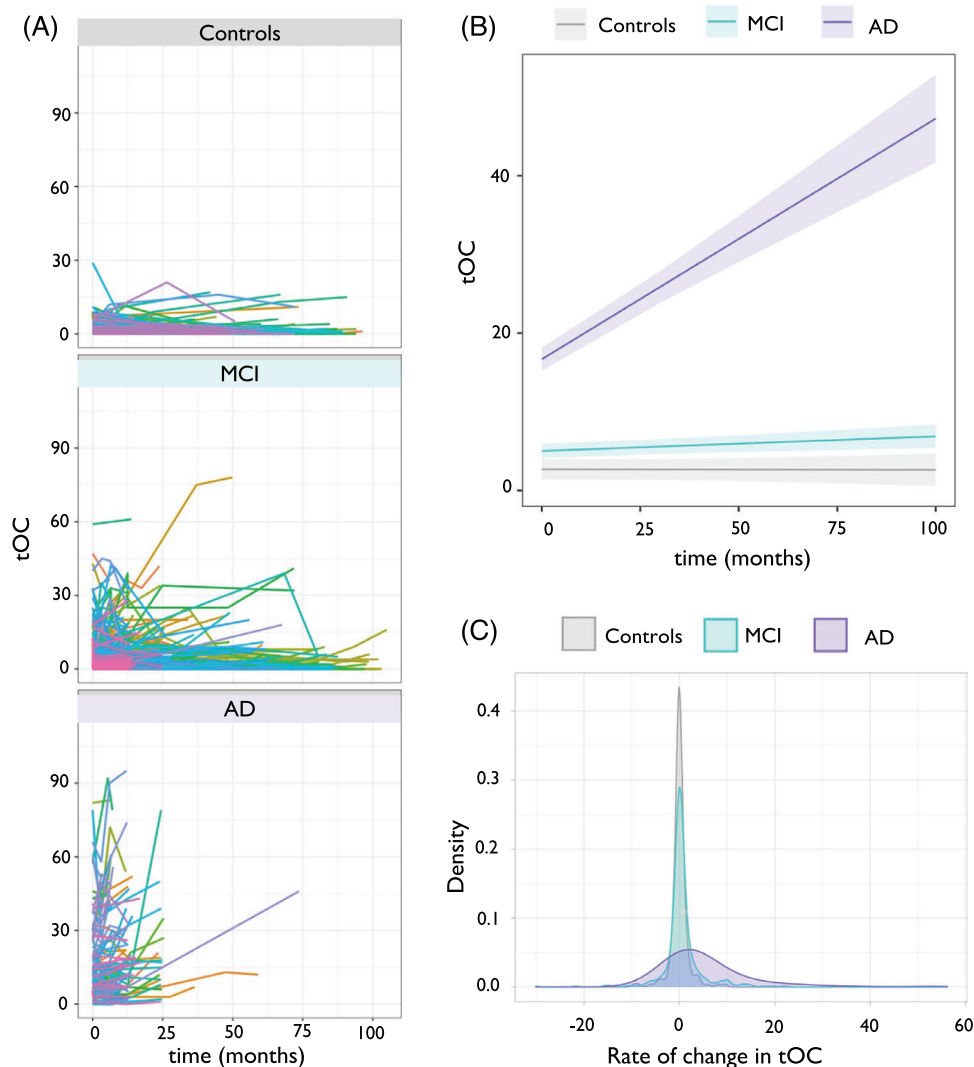 (A)
Controls
90
60
30
0
MCI
90
60
30
0
AD
90
60
30
0
0 25 50 75 100
time (months)
tOC
(B)
Controls MCI AD
40
20
0
0 25 50 75 100
time (months)
tOC
(C)
Controls MCI AD
0.4
0.3
0.2
0.1
0.0
-20 0 20 40 60
Rate of change in tOC
Density